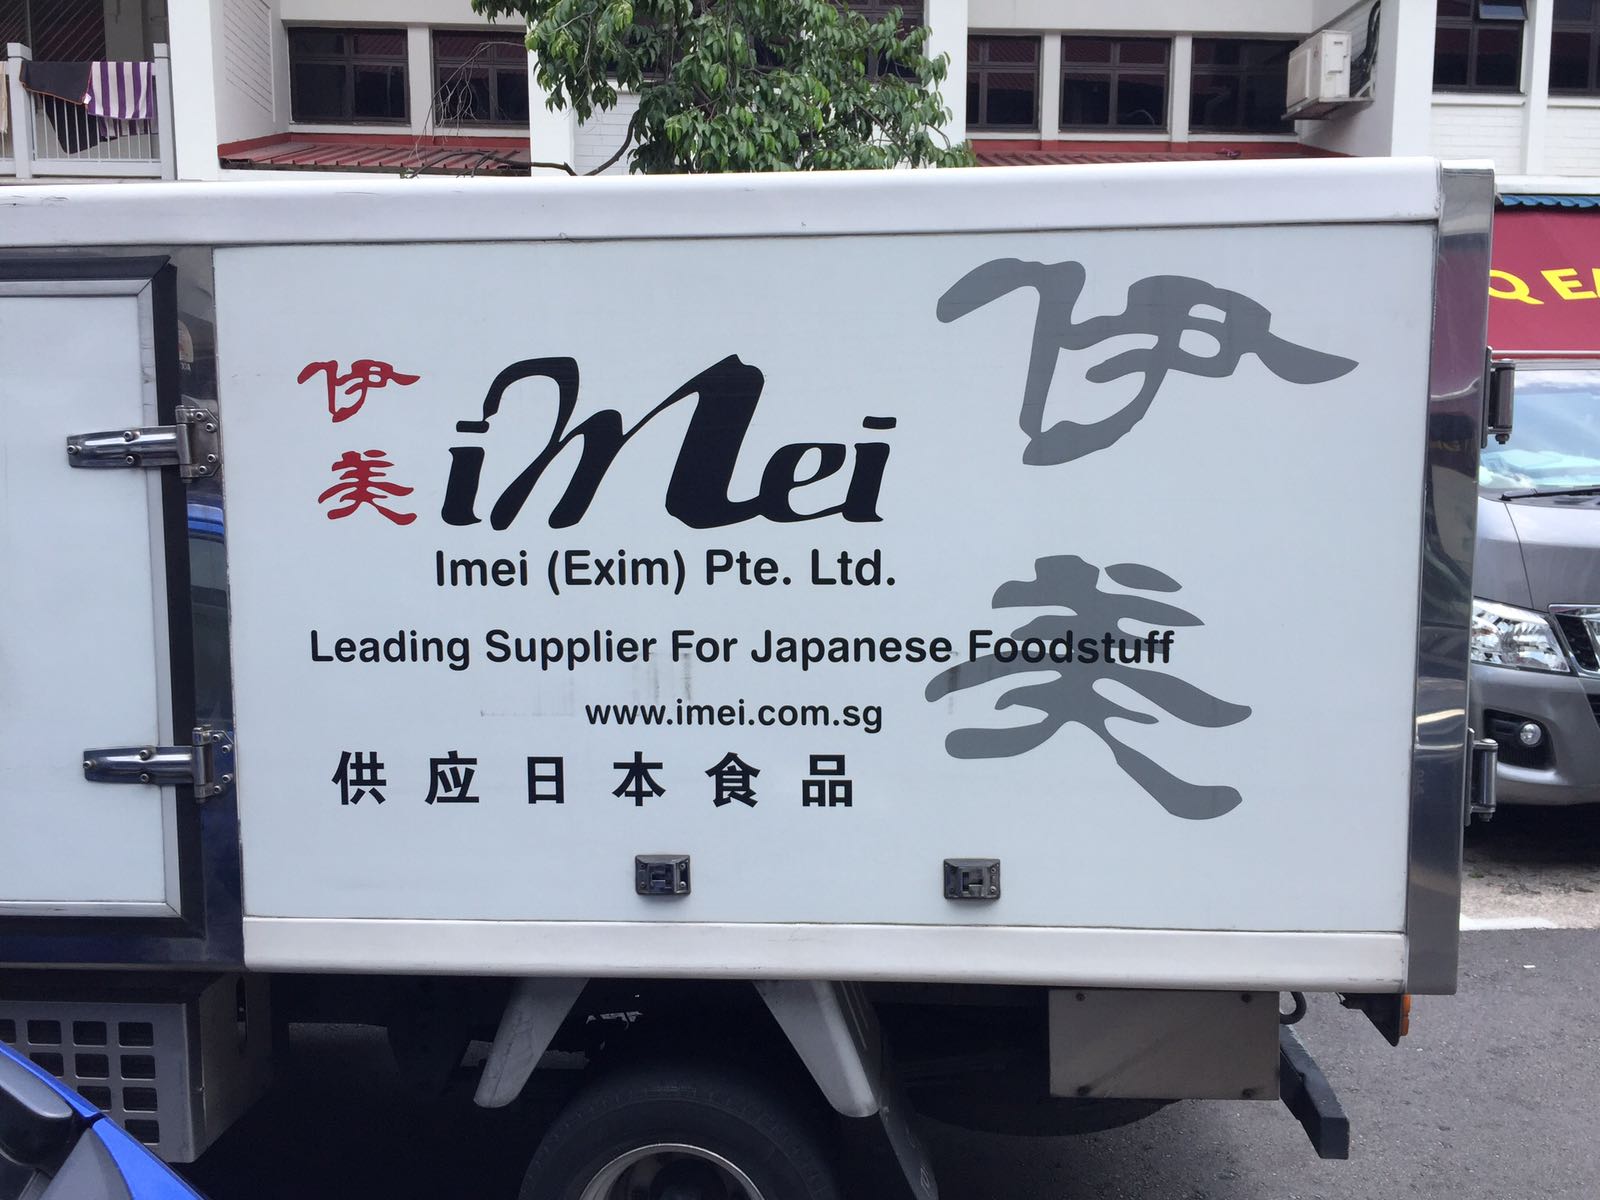 伊美
iMei
伊美
Imei (Exim) Pte. Ltd.
Leading Supplier For Japanese Foodstuff
www.imei.com.sg
供应日本食品
Q